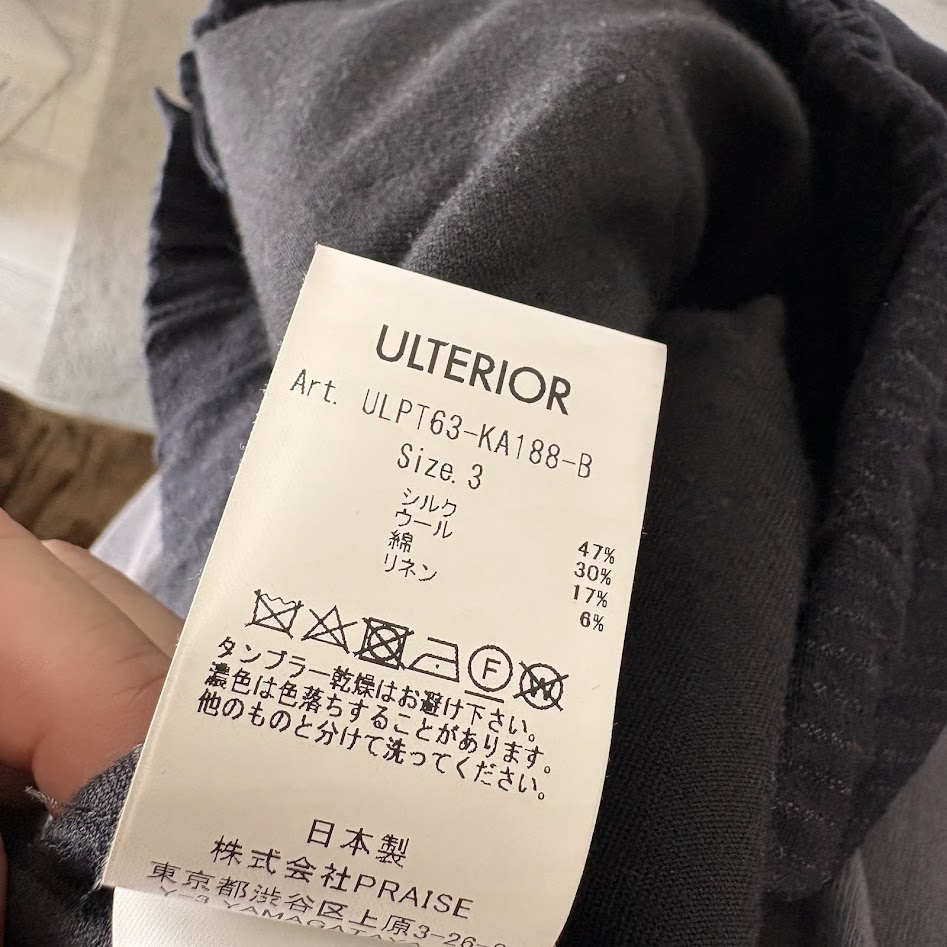 ULTERIOR
Art. ULPT63-KA188-B
Size.3
シルク 47%
ウール 30%
綿 17%
リネン 6%
F W
タンブラー乾燥はお避け下さい。
濃色は色落ちすることがあります。
他のものと分けて洗ってください。
日本製
株式会社PRAISE
東京都渋谷区上原3-26-